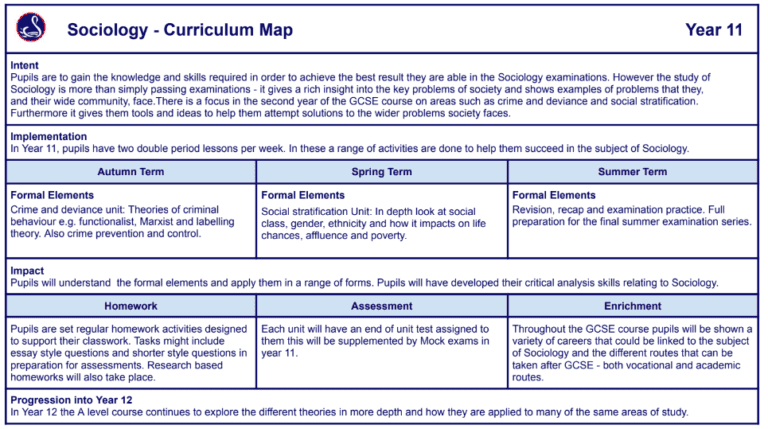 Sociology - Curriculum Map
Year 11
Intent
Pupils are to gain the knowledge and skills required in order to achieve the best result they are able in the Sociology examinations. However the study of
Sociology is more than simply passing examinations - it gives a rich insight into the key problems of society and shows examples of problems that they,
and their wide community, face.There is a focus in the second year of the GCSE course on areas such as crime and deviance and social stratification.
Furthermore it gives them tools and ideas to help them attempt solutions to the wider problems society faces.
Implementation
In Year 11, pupils have two double period lessons per week. In these a range of activities are done to help them succeed in the subject of Sociology.
Autumn Term
Spring Term
Summer Term
Formal Elements
Crime and deviance unit: Theories of criminal
behaviour e.g. functionalist, Marxist and labelling
theory. Also crime prevention and control.
Formal Elements
Social stratification Unit: In depth look at social
class, gender, ethnicity and how it impacts on life
chances, affluence and poverty.
Formal Elements
Revision, recap and examination practice. Full
preparation for the final summer examination series.
Impact
Pupils will understand the formal elements and apply them in a range of forms. Pupils will have developed their critical analysis skills relating to Sociology.
Homework
Assessment
Enrichment
Pupils are set regular homework activities designed
to support their classwork. Tasks might include
essay style questions and shorter style questions in
preparation for assessments. Research based
homeworks will also take place.
Each unit will have an end of unit test assigned to
them this will be supplemented by Mock exams in
year 11.
Throughout the GCSE course pupils will be shown a
variety of careers that could be linked to the subject
of Sociology and the different routes that can be
taken after GCSE - both vocational and academic
routes.
Progression into Year 12
In Year 12 the A level course continues to explore the different theories in more depth and how they are applied to many of the same areas of study.